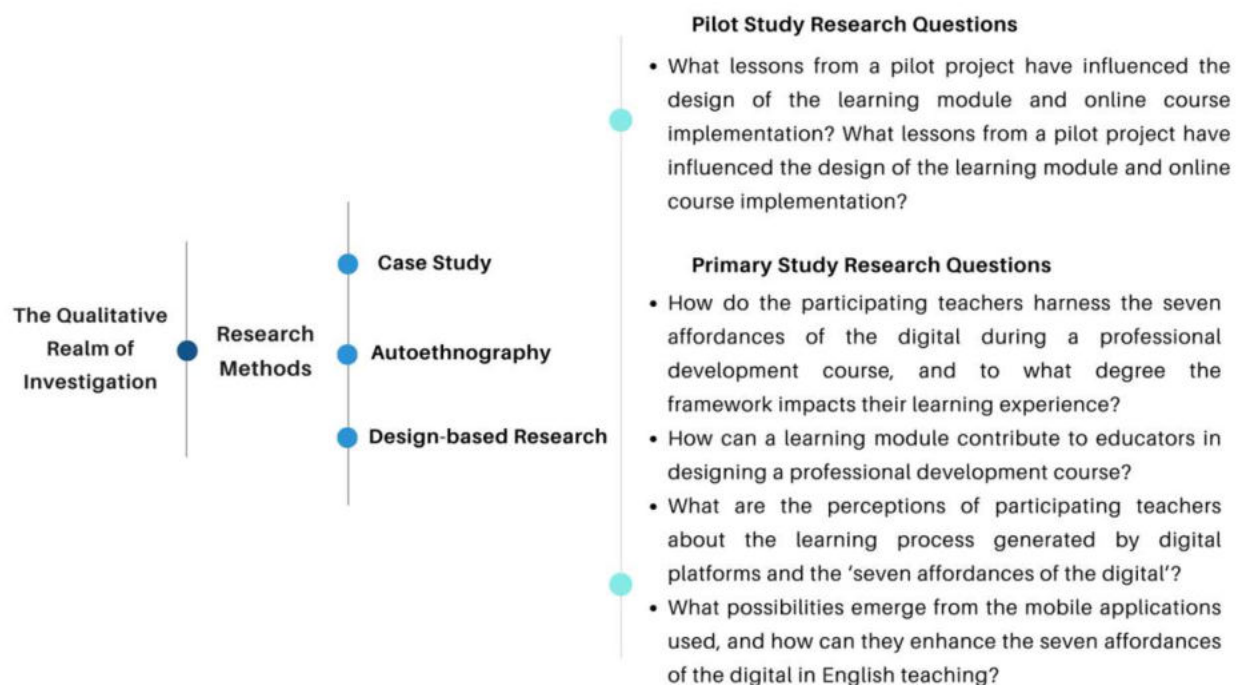 The Qualitative
Realm of
Investigation
Research
Methods
Case Study
Autoethnography
Design-based Research
Pilot Study Research Questions
• What lessons from a pilot project have influenced the
design of the learning module and online course
implementation? What lessons from a pilot project have
influenced the design of the learning module and online
course implementation?
Primary Study Research Questions
• How do the participating teachers harness the seven
affordances of the digital during a professional
development course, and to what degree the
framework impacts their learning experience?
• How can a learning module contribute to educators in
designing a professional development course?
• What are the perceptions of participating teachers
about the learning process generated by digital
platforms and the ‘seven affordances of the digital’?
• What possibilities emerge from the mobile applications
used, and how can they enhance the seven affordances
of the digital in English teaching?